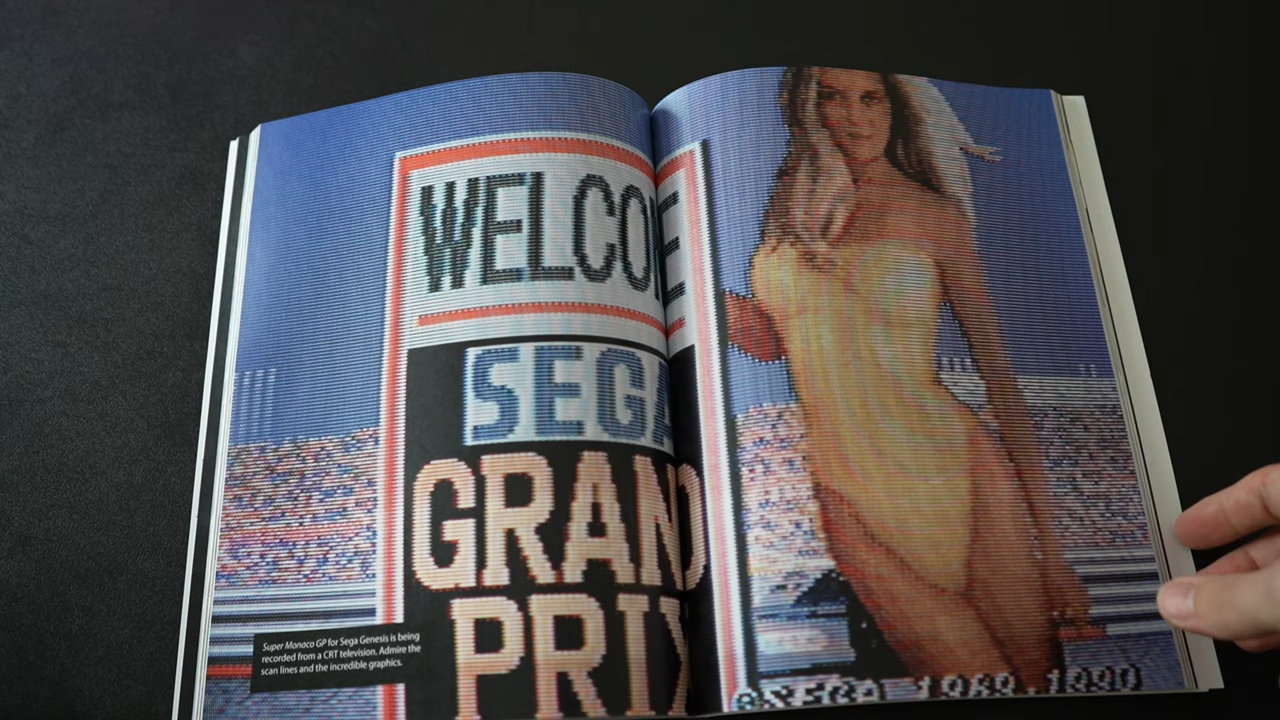 WELCOME
SEGA
GRAND
PRIX
Super Monaco GP for Sega Genesis is being
recorded from a CRT television. Admire the
scan lines and the incredible graphics.
©SEGA 1989,1990